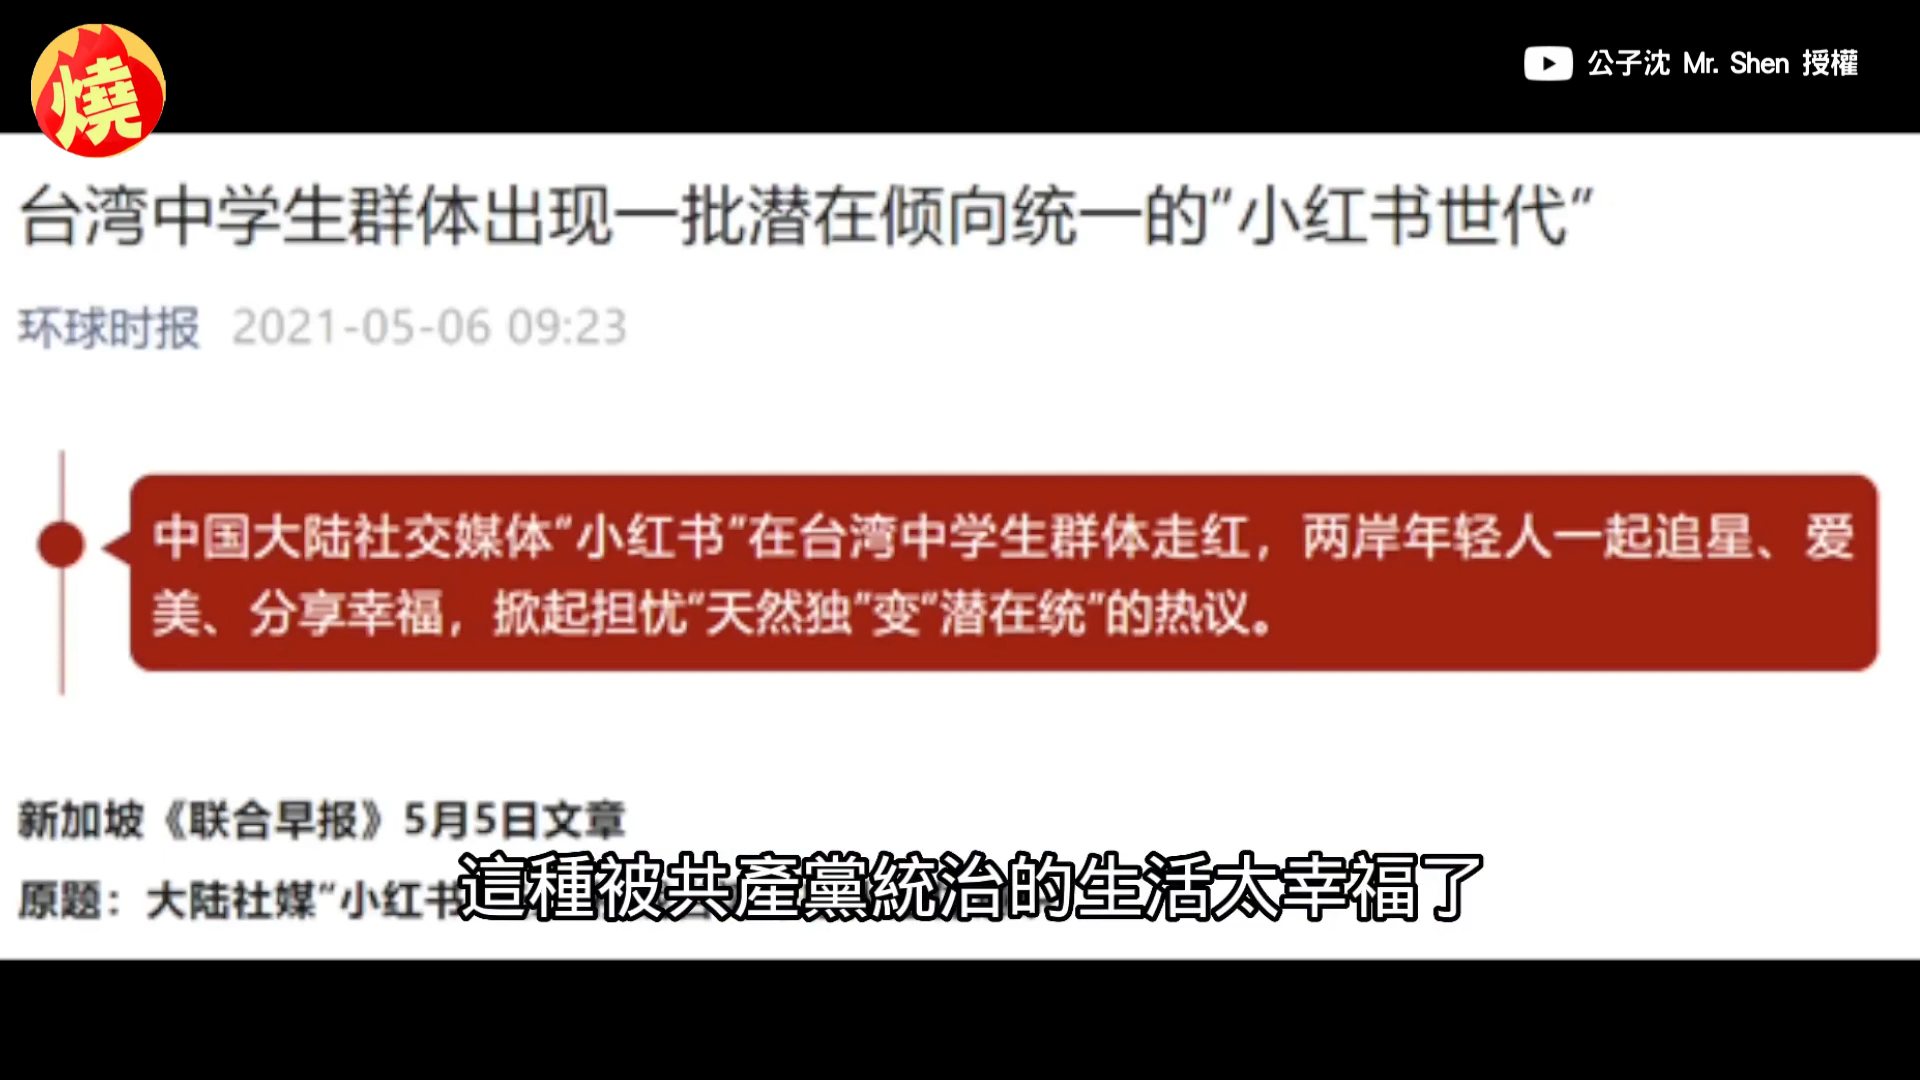 燒
公子沈 Mr. Shen 授權
台湾中学生群体出现一批潜在倾向统一的“小红书世代”
环球时报 2021-05-06 09:23
中国大陆社交媒体“小红书”在台湾中学生群体走红，两岸年轻人一起追星、爱
美、分享幸福，掀起担忧“天然独”变“潜在统”的热议。
新加坡《联合早报》5月5日文章
原题：大陆社媒“小红书
這種被共產黨統治的生活太幸福了